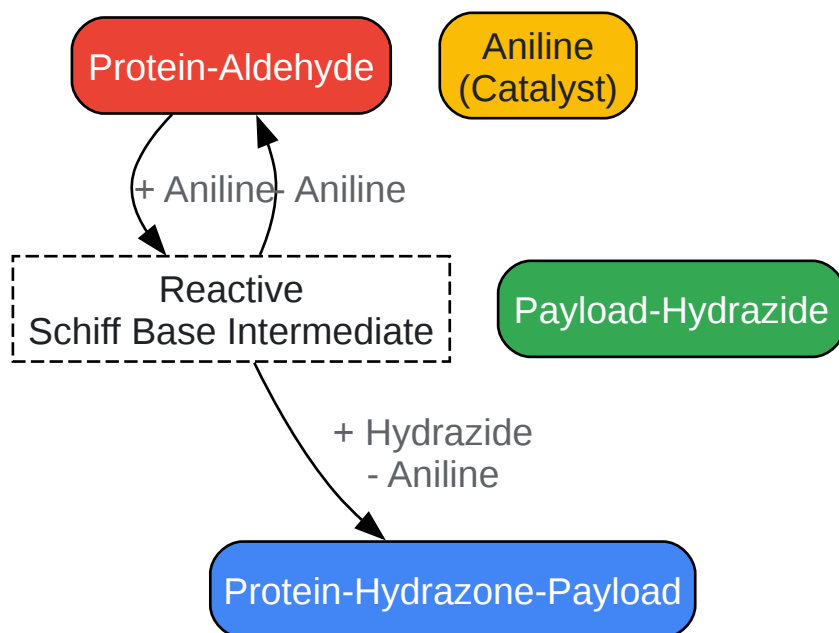 Protein-Aldehyde
Aniline
(Catalyst)
+ Aniline
- Aniline
Reactive
Schiff Base Intermediate
Payload-Hydrazide
+ Hydrazide
- Aniline
Protein-Hydrazone-Payload